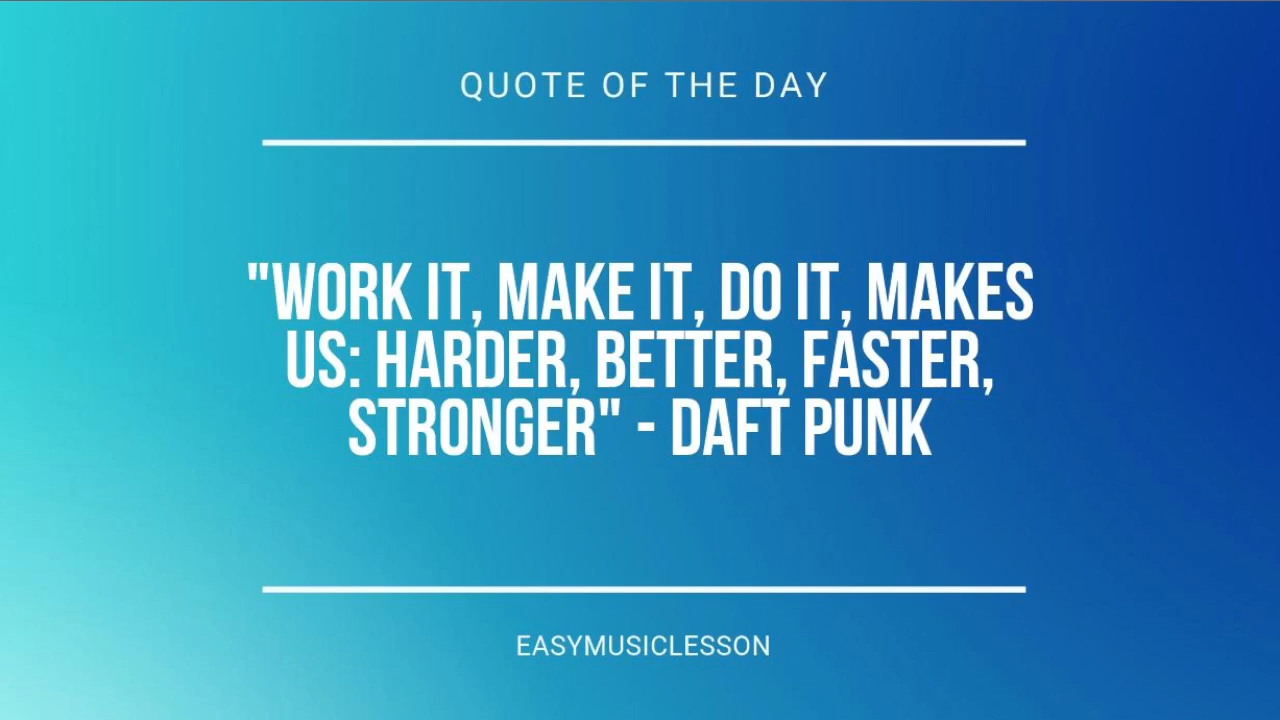 QUOTE OF THE DAY
"WORK IT, MAKE IT, DO IT, MAKES
US: HARDER, BETTER, FASTER,
STRONGER" - DAFT PUNK
EASYMUSICLESSON